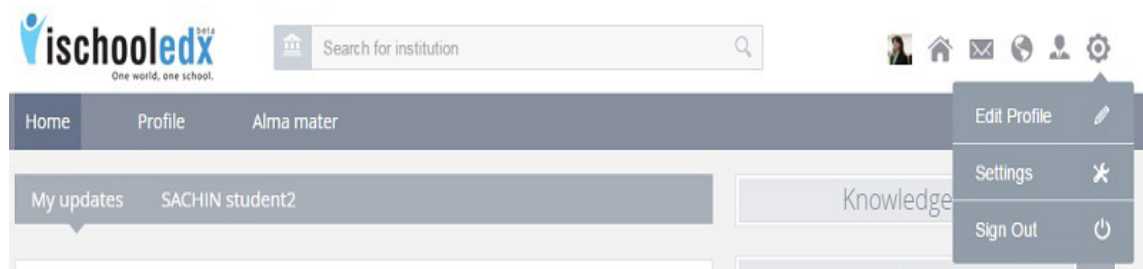 beta
ischooledx
One world, one school.
Search for institution
Home Profile Alma mater
Edit Profile
Settings
Sign Out
My updates SACHIN student2
Knowledge